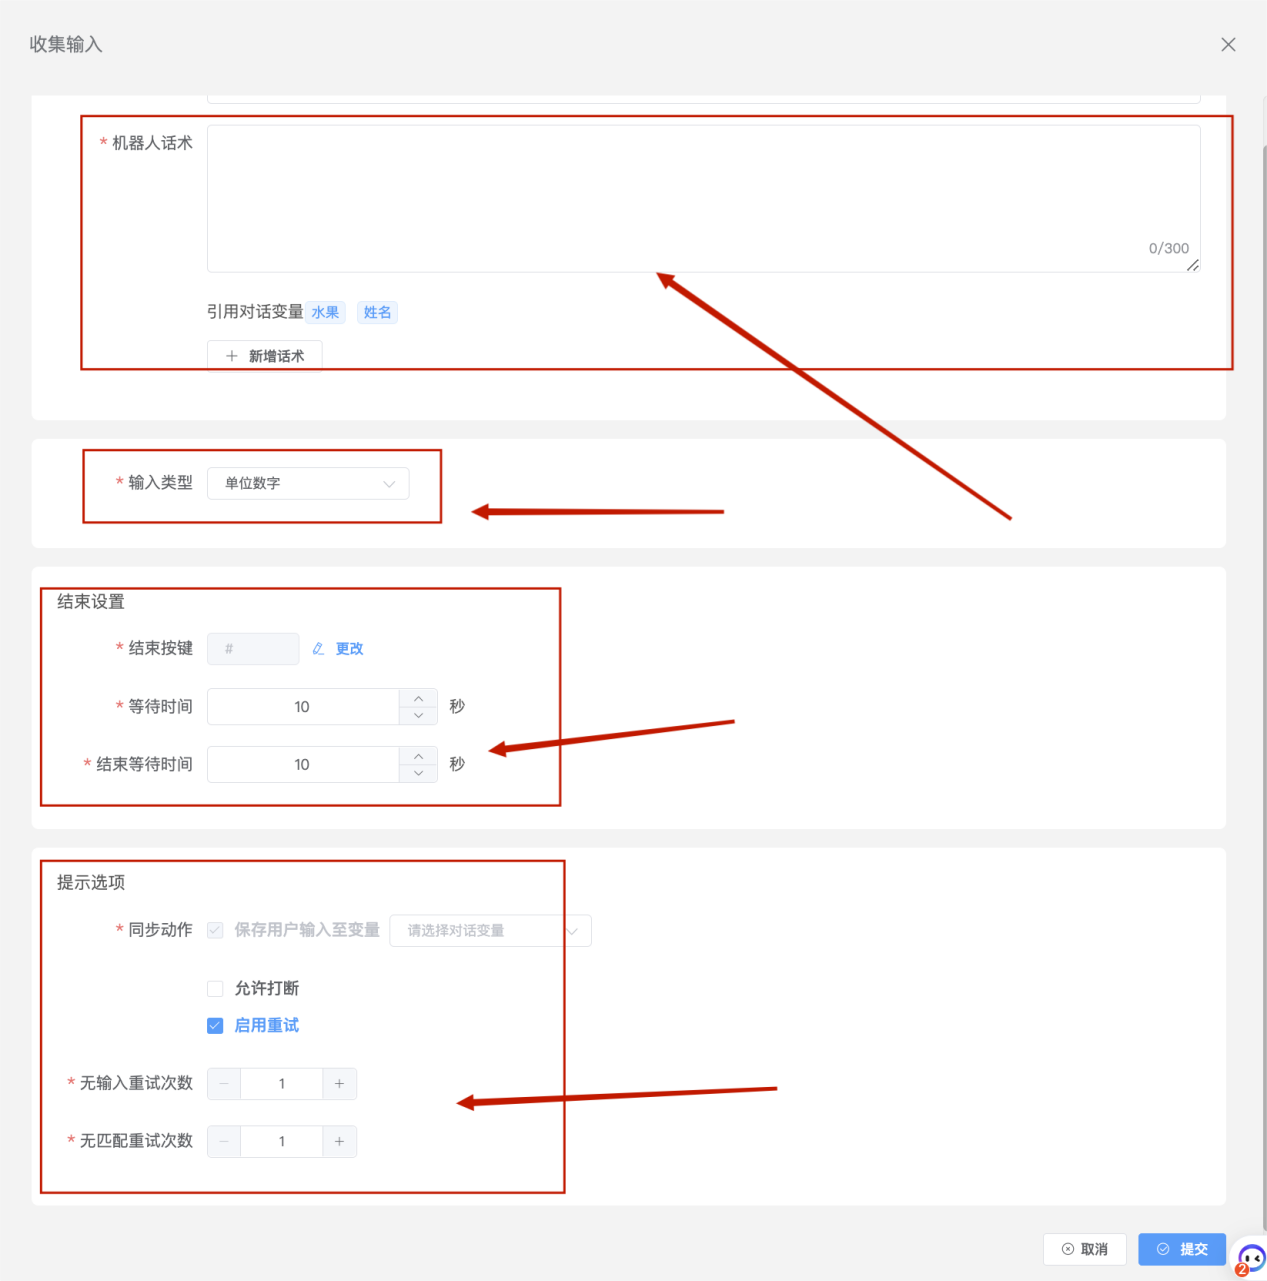 收集输入
* 机器人话术
0/300
引用对话变量 水果 姓名
+ 新增话术
* 输入类型 单位数字
结束设置
* 结束按键 # 更改
* 等待时间 10 秒
* 结束等待时间 10 秒
提示选项
* 同步动作 保存用户输入至变量 请选择对话变量
允许打断
启用重试
* 无输入重试次数 − 1 +
* 无匹配重试次数 − 1 +
取消 提交
2